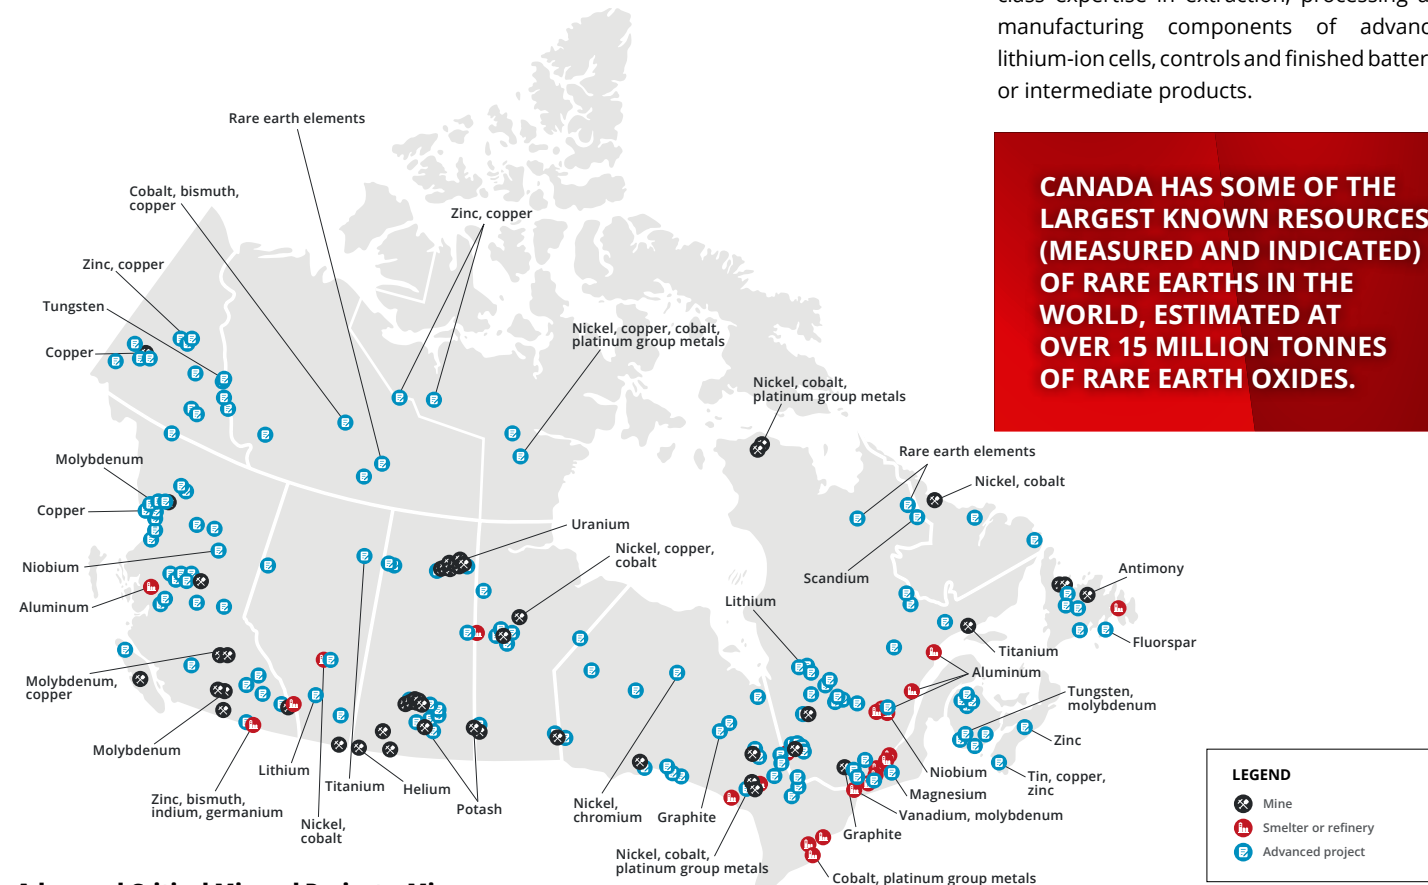 class expertise in extraction, processing
manufacturing components of
lithium-ion cells, controls and finished
or intermediate products.
CANADA HAS SOME OF THE
LARGEST KNOWN RESOURCES
(MEASURED AND INDICATED)
OF RARE EARTHS IN THE
WORLD, ESTIMATED AT
OVER 15 MILLION TONNES
OF RARE EARTH OXIDES.
Rare earth elements
Cobalt, bismuth,
copper
Zinc, copper
Zinc, copper
Tungsten
Copper
Nickel, copper, cobalt,
platinum group metals
Nickel, cobalt,
platinum group metals
Rare earth elements
Nickel, cobalt
Molybdenum
Copper
Uranium
Nickel, copper,
cobalt
Niobium
Aluminum
Scandium
Antimony
Lithium
Fluorspar
Titanium
Aluminum
Molybdenum,
copper
Tungsten,
molybdenum
Zinc
Molybdenum
Lithium
Titanium
Helium
Potash
Zinc, bismuth,
indium, germanium
Nickel,
cobalt
Nickel,
chromium
Graphite
Niobium
Tin, copper,
zinc
Magnesium
Vanadium, molybdenum
Graphite
Nickel, cobalt,
platinum group metals
Cobalt, platinum group metals
LEGEND
Mine
Smelter or refinery
Advanced project